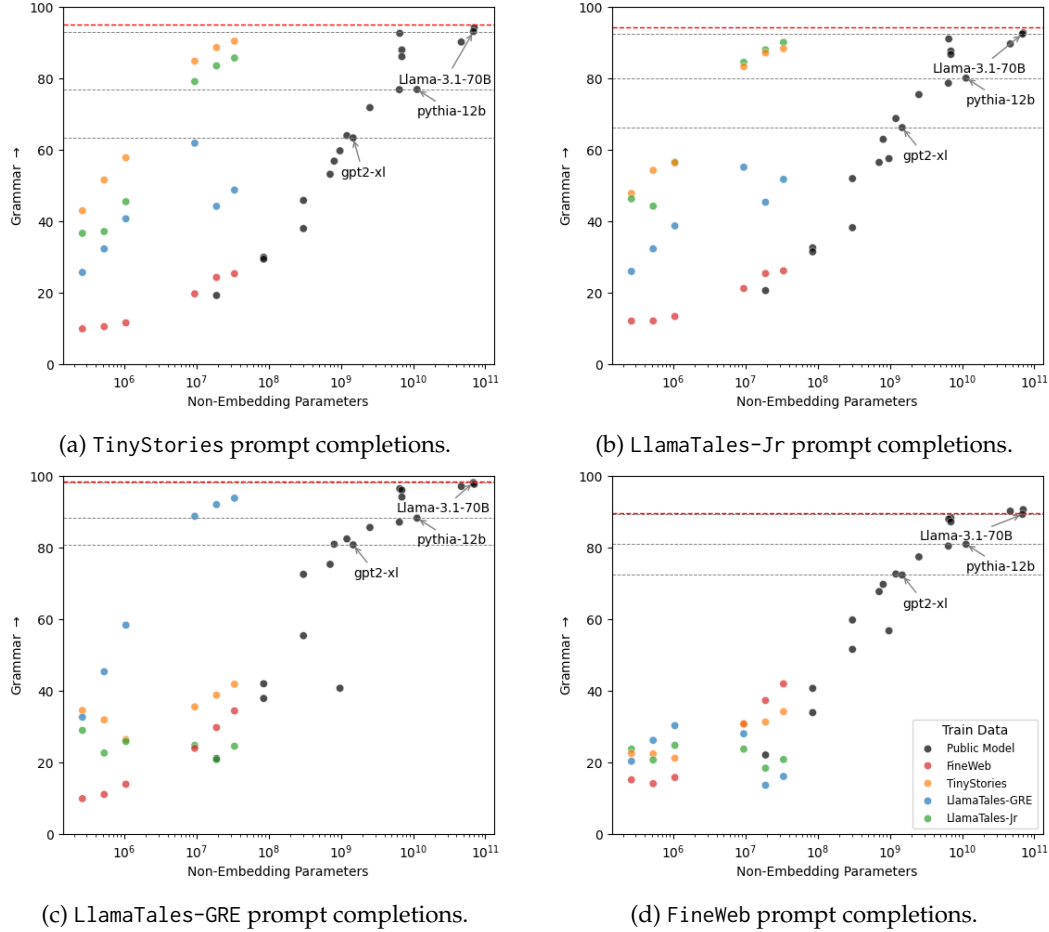 100
80
60
40
20
0
Grammar →
Llama-3.1-70B
pythia-12b
gpt2-xl
10^6 10^7 10^8 10^9 10^10 10^11
Non-Embedding Parameters
(a) TinyStories prompt completions.
100
80
60
40
20
0
Grammar →
Llama-3.1-70B
pythia-12b
gpt2-xl
10^6 10^7 10^8 10^9 10^10 10^11
Non-Embedding Parameters
(b) LlamaTales-Jr prompt completions.
100
80
60
40
20
0
Grammar →
Llama-3.1-70B
pythia-12b
gpt2-xl
10^6 10^7 10^8 10^9 10^10 10^11
Non-Embedding Parameters
(c) LlamaTales-GRE prompt completions.
100
80
60
40
20
0
Grammar →
Llama-3.1-70B
pythia-12b
gpt2-xl
Train Data
Public Model
FineWeb
TinyStories
LlamaTales-GRE
LlamaTales-Jr
10^6 10^7 10^8 10^9 10^10 10^11
Non-Embedding Parameters
(d) FineWeb prompt completions.